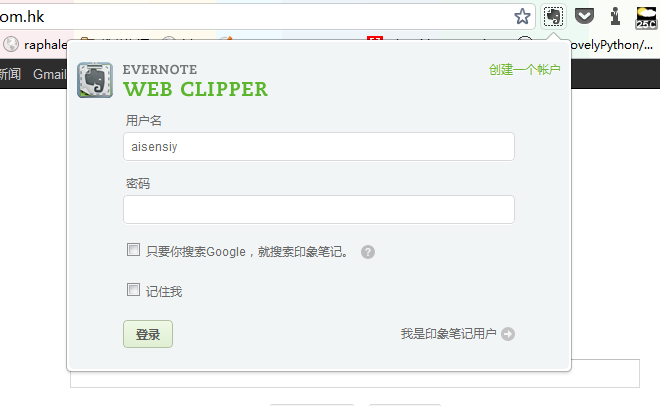 om.hk
raphale
ovelyPython/...
25C
新闻 Gmail
EVERNOTE
WEB CLIPPER
创建一个帐户
用户名
aisensiy
密码
只要你搜索Google，就搜索印象笔记。 ?
记住我
登录
我是印象笔记用户